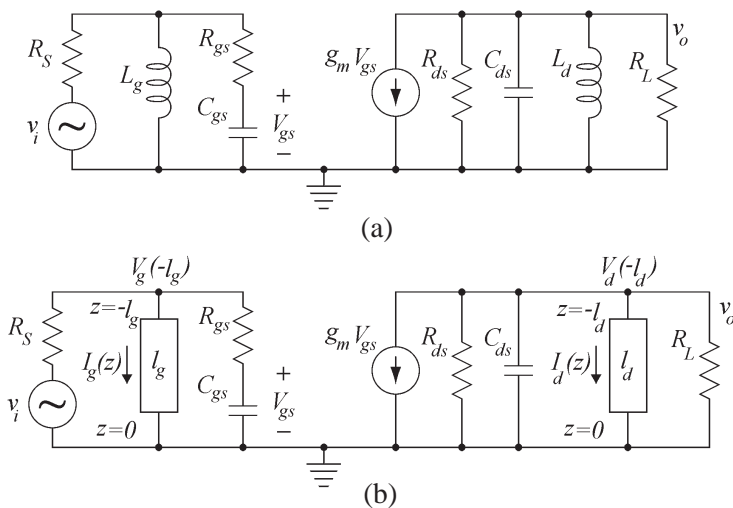 R_S
v_i
L_g
R_gs
C_gs
+
V_gs
−
g_m V_gs
R_ds
C_ds
L_d
v_o
R_L
(a)
V_g(-l_g)
z=-l_g
R_S
v_i
I_g(z)
l_g
z=0
R_gs
C_gs
+
V_gs
−
g_m V_gs
R_ds
C_ds
V_d(-l_d)
z=-l_d
I_d(z)
l_d
z=0
v_o
R_L
(b)